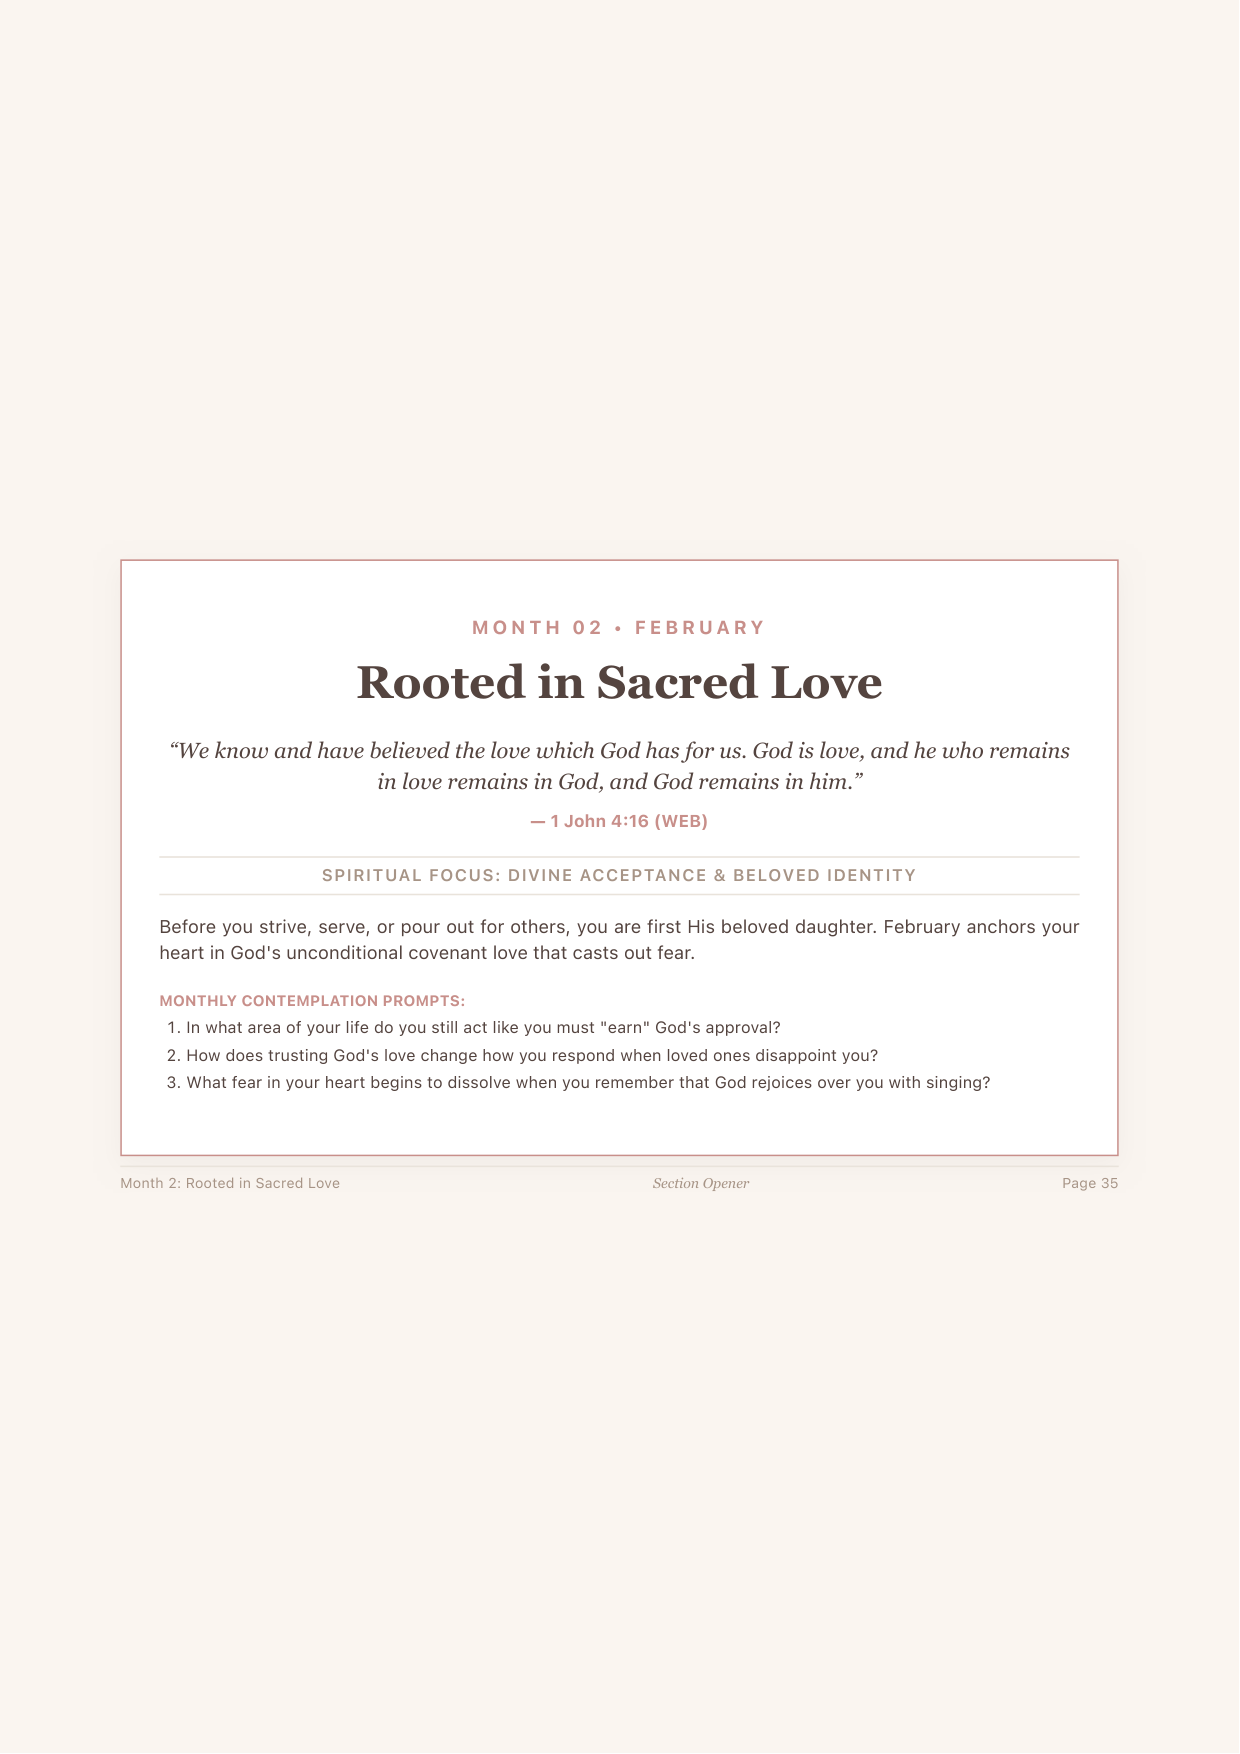 MONTH 02 • FEBRUARY
Rooted in Sacred Love
“We know and have believed the love which God has for us. God is love, and he who remains
in love remains in God, and God remains in him.”
— 1 John 4:16 (WEB)
SPIRITUAL FOCUS: DIVINE ACCEPTANCE & BELOVED IDENTITY
Before you strive, serve, or pour out for others, you are first His beloved daughter. February anchors your
heart in God's unconditional covenant love that casts out fear.
MONTHLY CONTEMPLATION PROMPTS:
1. In what area of your life do you still act like you must "earn" God's approval?
2. How does trusting God's love change how you respond when loved ones disappoint you?
3. What fear in your heart begins to dissolve when you remember that God rejoices over you with singing?
Month 2: Rooted in Sacred Love
Section Opener
Page 35